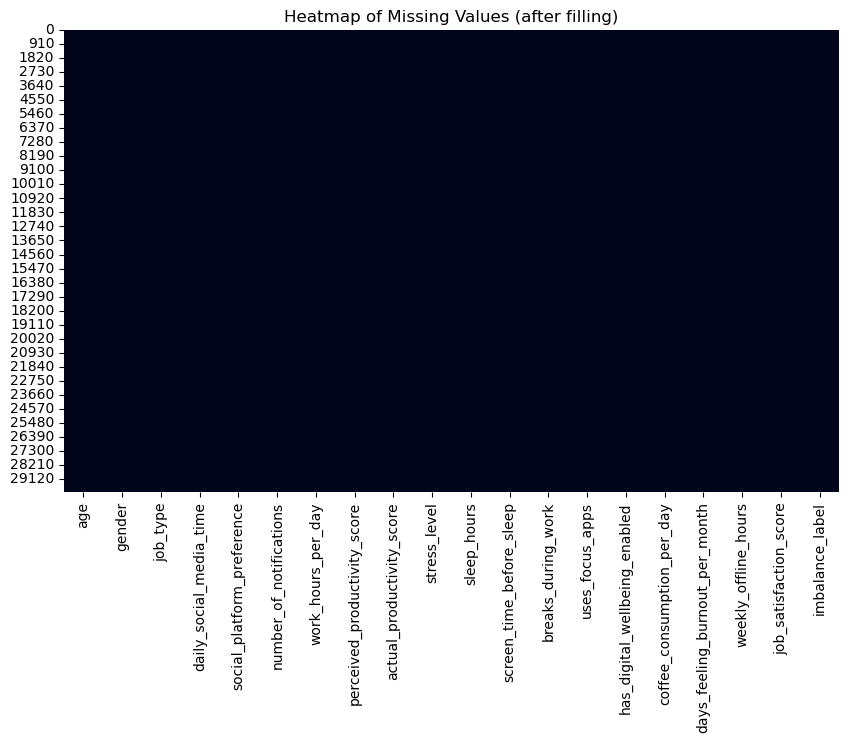 Heatmap of Missing Values (after filling)
0
910
1820
2730
3640
4550
5460
6370
7280
8190
9100
10010
10920
11830
12740
13650
14560
15470
16380
17290
18200
19110
20020
20930
21840
22750
23660
24570
25480
26390
27300
28210
29120
age
gender
job_type
daily_social_media_time
social_platform_preference
number_of_notifications
work_hours_per_day
perceived_productivity_score
actual_productivity_score
stress_level
sleep_hours
screen_time_before_sleep
breaks_during_work
uses_focus_apps
has_digital_wellbeing_enabled
coffee_consumption_per_day
days_feeling_burnout_per_month
weekly_offline_hours
job_satisfaction_score
imbalance_label